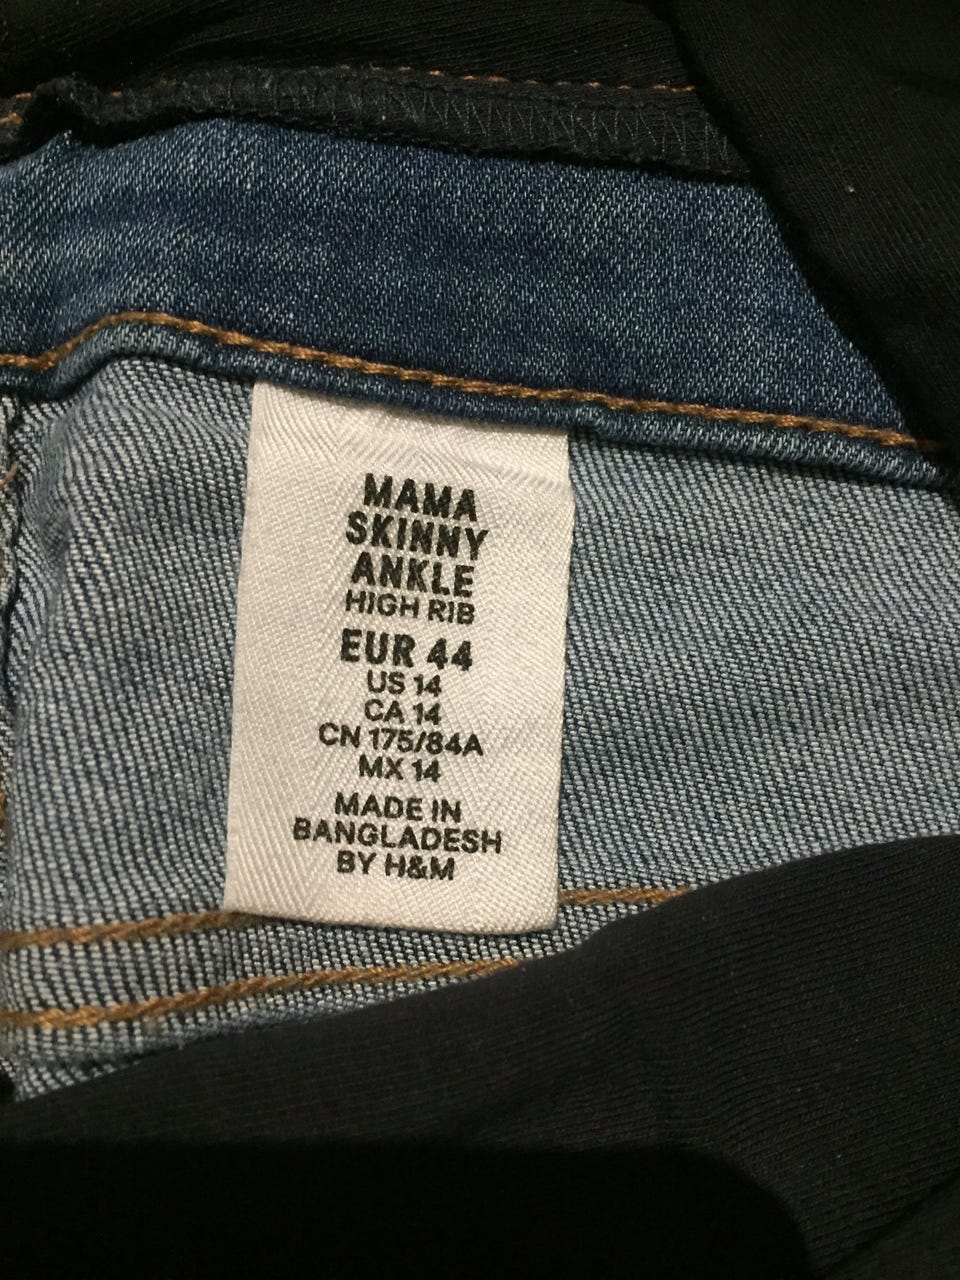 MAMA
SKINNY
ANKLE
HIGH RIB
EUR 44
US 14
CA 14
CN 175/84A
MX 14
MADE IN
BANGLADESH
BY H&M